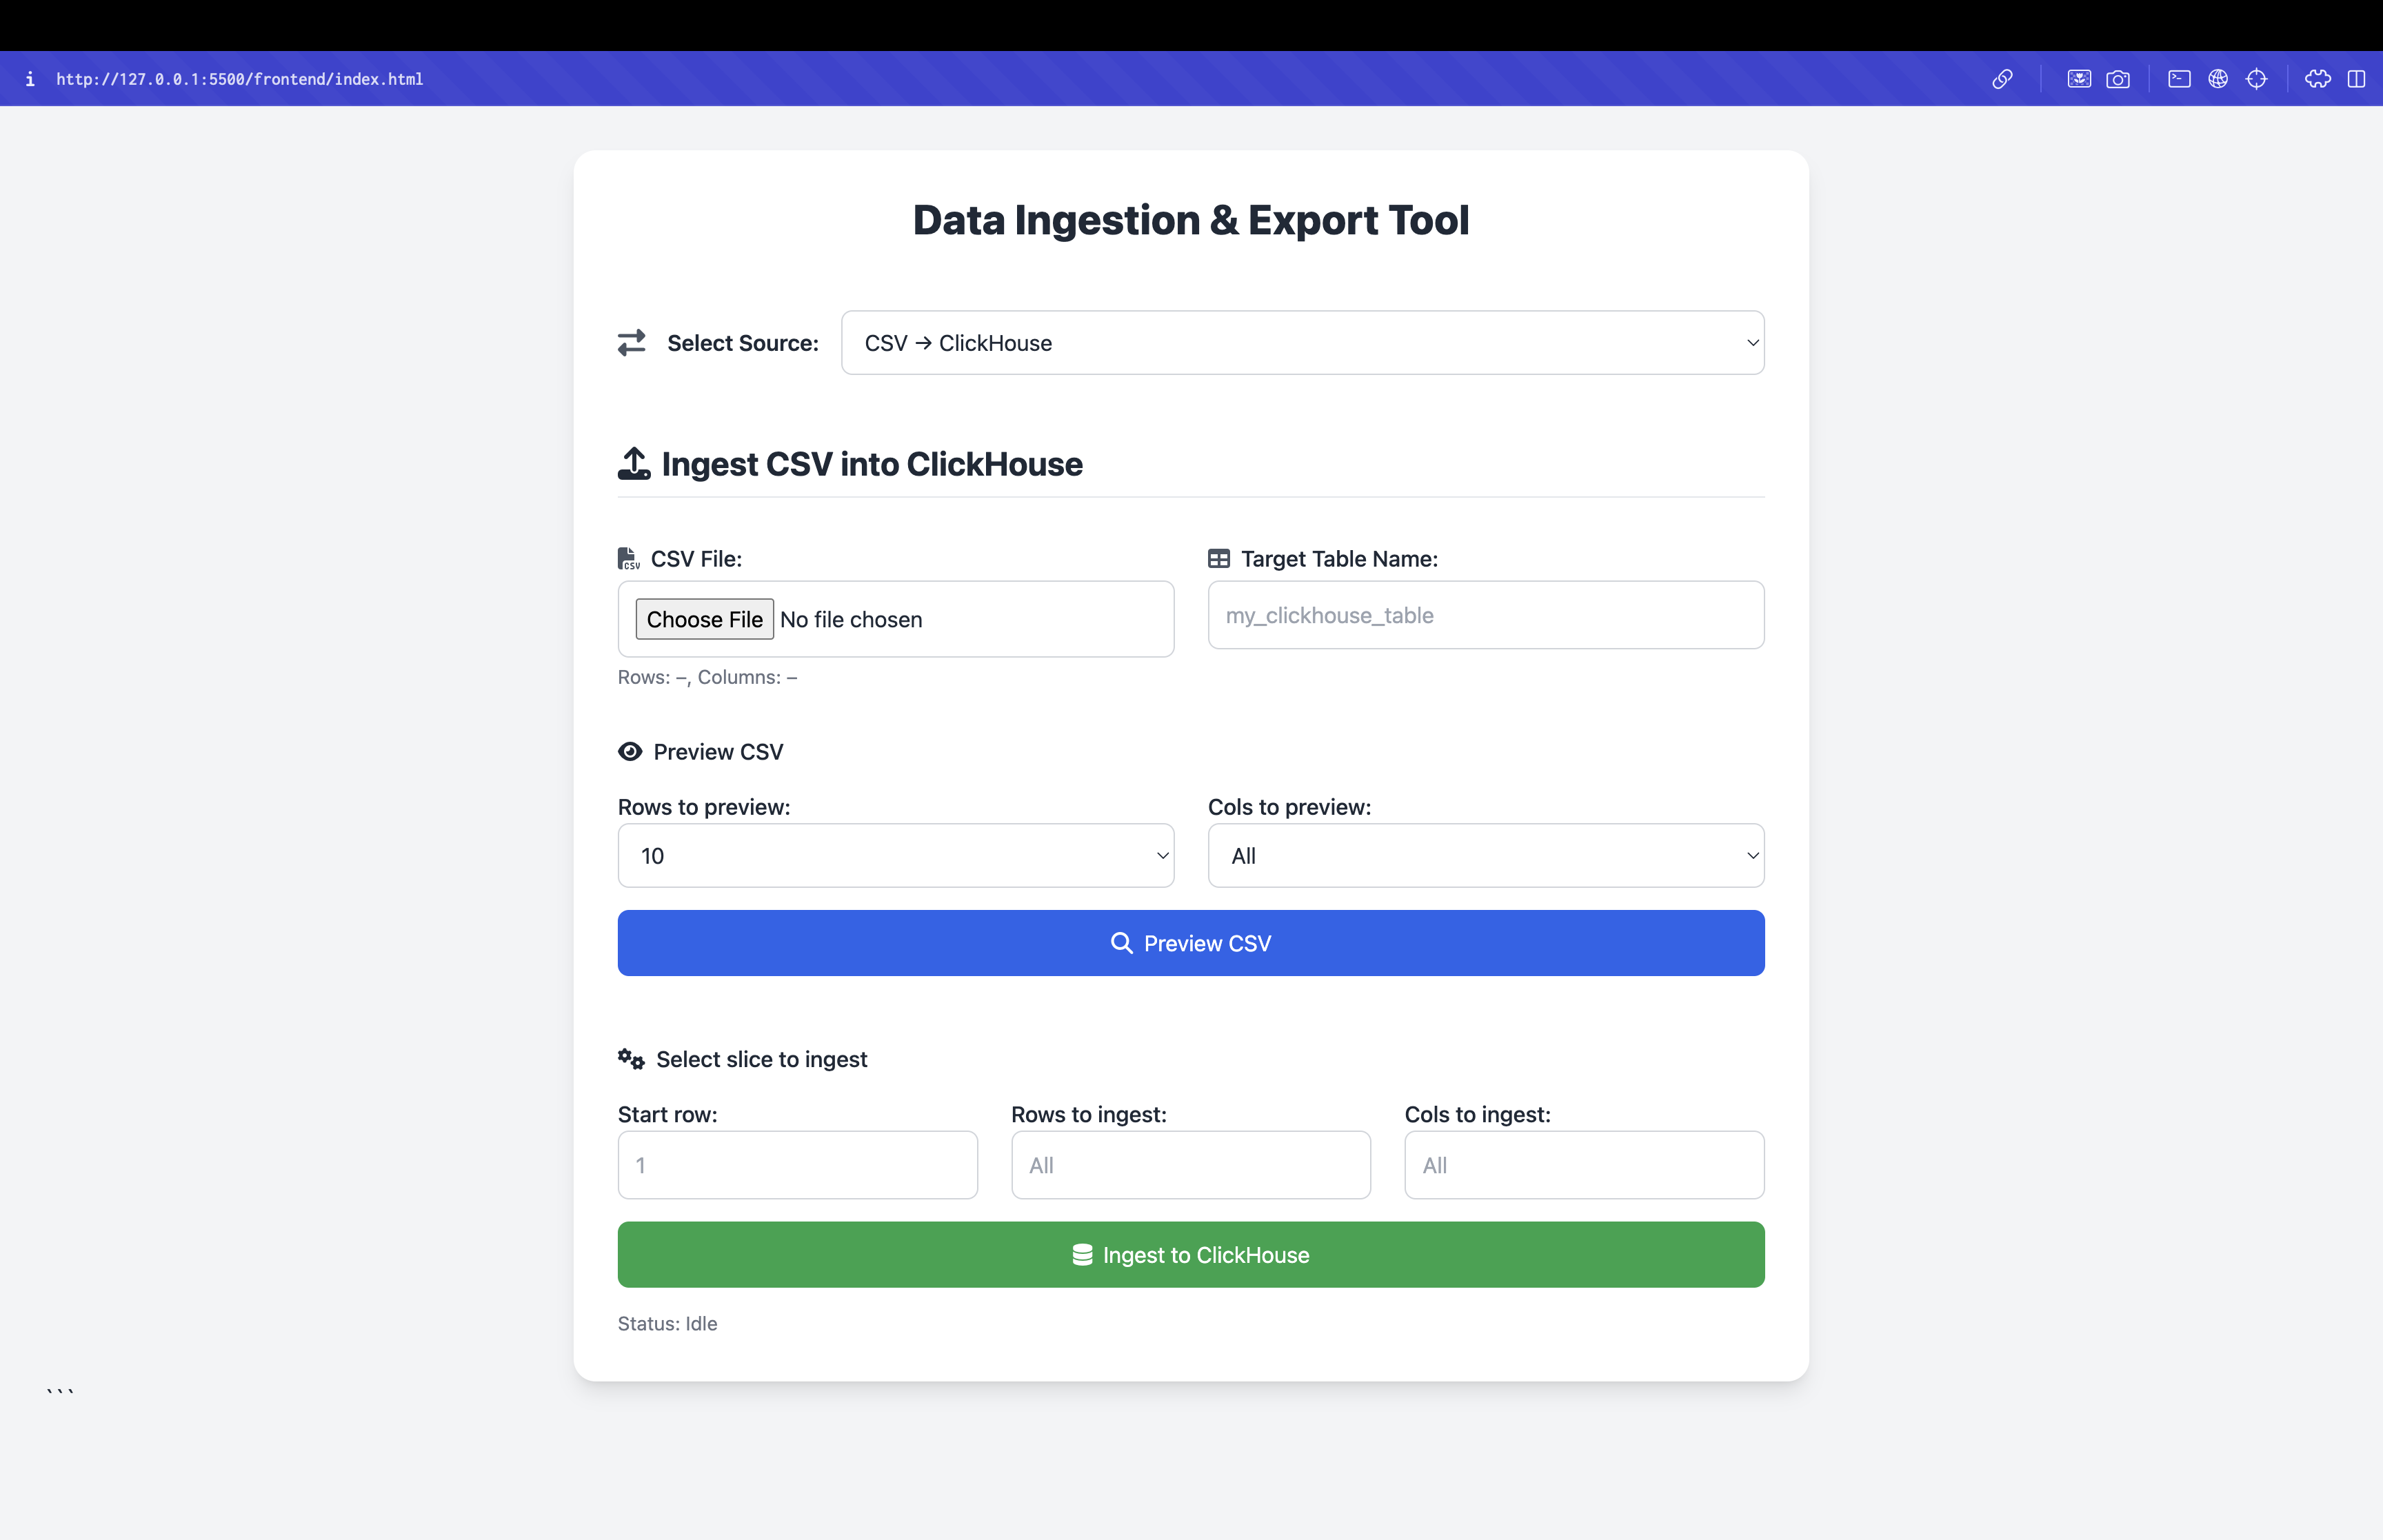 http://127.0.0.1:5500/frontend/index.html
Data Ingestion & Export Tool
Select Source:
CSV → ClickHouse
Ingest CSV into ClickHouse
CSV File:
Target Table Name:
Choose File No file chosen
my_clickhouse_table
Rows: –, Columns: –
Preview CSV
Rows to preview:
Cols to preview:
10
All
Preview CSV
Select slice to ingest
Start row:
Rows to ingest:
Cols to ingest:
1
All
All
Ingest to ClickHouse
Status: Idle
```